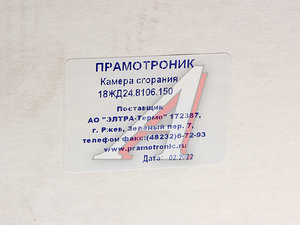 ПРАМОТРОНИК
Камера сгорания
18ЖД24.8106.150
Поставщик
АО "ЭЛТРА-Термо" 172387,
г. Ржев, Зеленый пер. 7,
телефон факс:(48232)6-72-93
www.pramotronic.ru
Дата: 02.2022